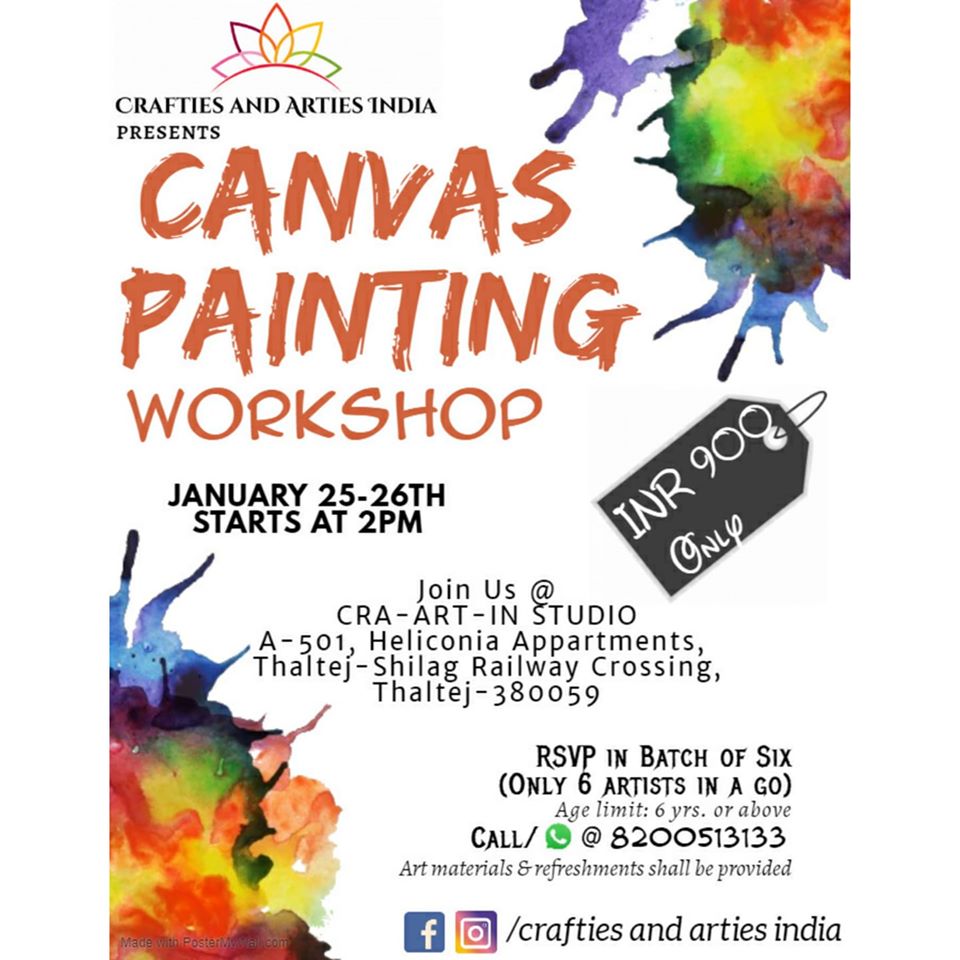 CRAFTIES AND ARTIES INDIA
PRESENTS
CANVAS
PAINTING
WORKSHOP
INR 900
ONLY
JANUARY 25-26TH
STARTS AT 2PM
Join Us @
CRA-ART-IN STUDIO
A-501, Heliconia Appartments,
Thaltej-Shilag Railway Crossing,
Thaltej-380059
RSVP IN BATCH OF SIX
(ONLY 6 ARTISTS IN A GO)
Age limit: 6 yrs. or above
CALL/ @ 8200513133
Art materials & refreshments shall be provided
/crafties and arties india
Made with PosterMyWall.com